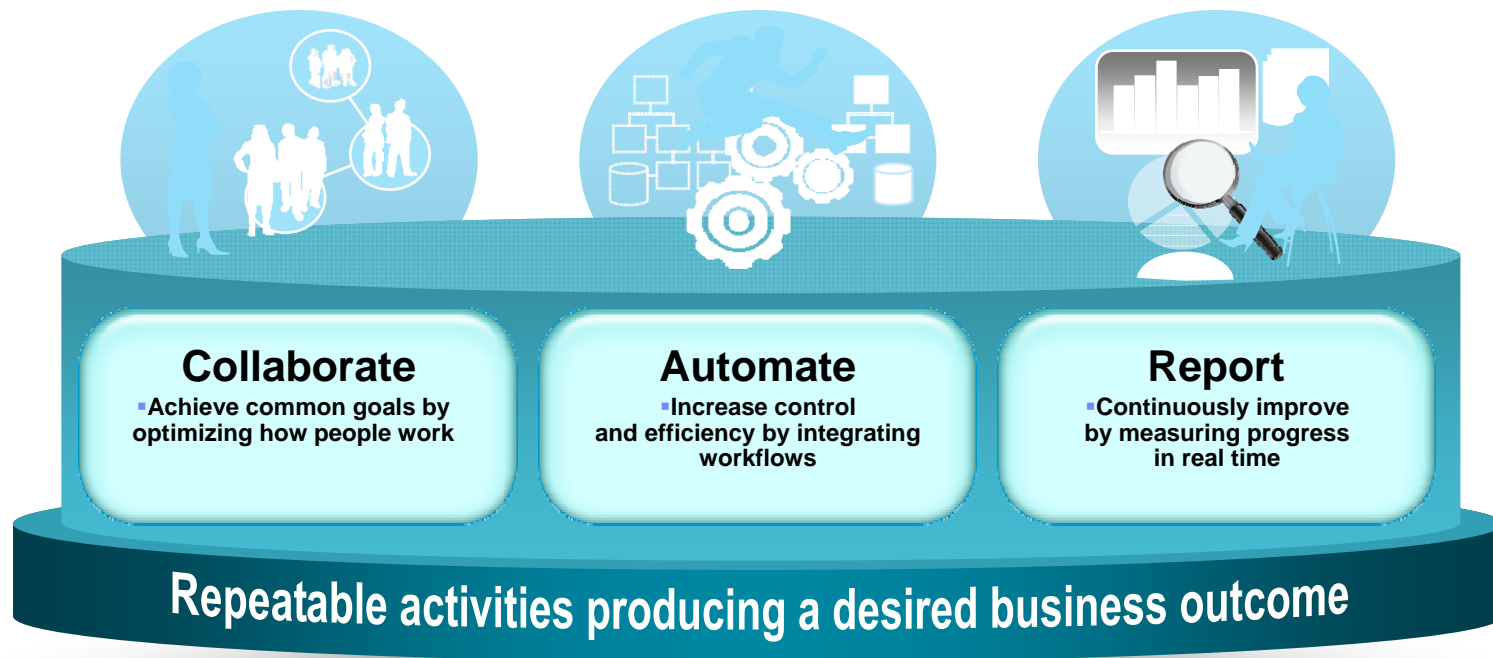 Collaborate
▪Achieve common goals by
optimizing how people work
Automate
▪Increase control
and efficiency by integrating
workflows
Report
▪Continuously improve
by measuring progress
in real time
Repeatable activities producing a desired business outcome